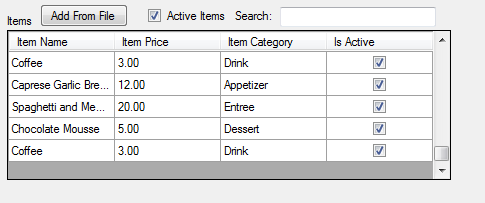 Items Add From File Active Items Search:
Item Name Item Price Item Category Is Active
Coffee 3.00 Drink
Caprese Garlic Bre... 12.00 Appetizer
Spaghetti and Me... 20.00 Entree
Chocolate Mousse 5.00 Dessert
Coffee 3.00 Drink